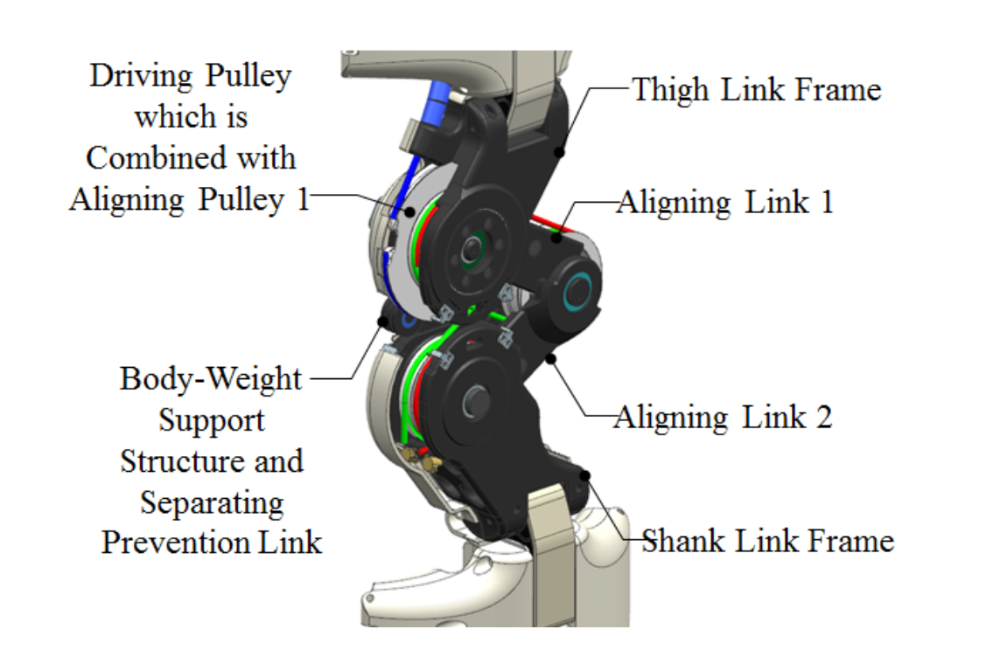 Driving Pulley
which is
Combined with
Aligning Pulley 1
Thigh Link Frame
Aligning Link 1
Body-Weight
Support
Structure and
Separating
Prevention Link
Aligning Link 2
Shank Link Frame